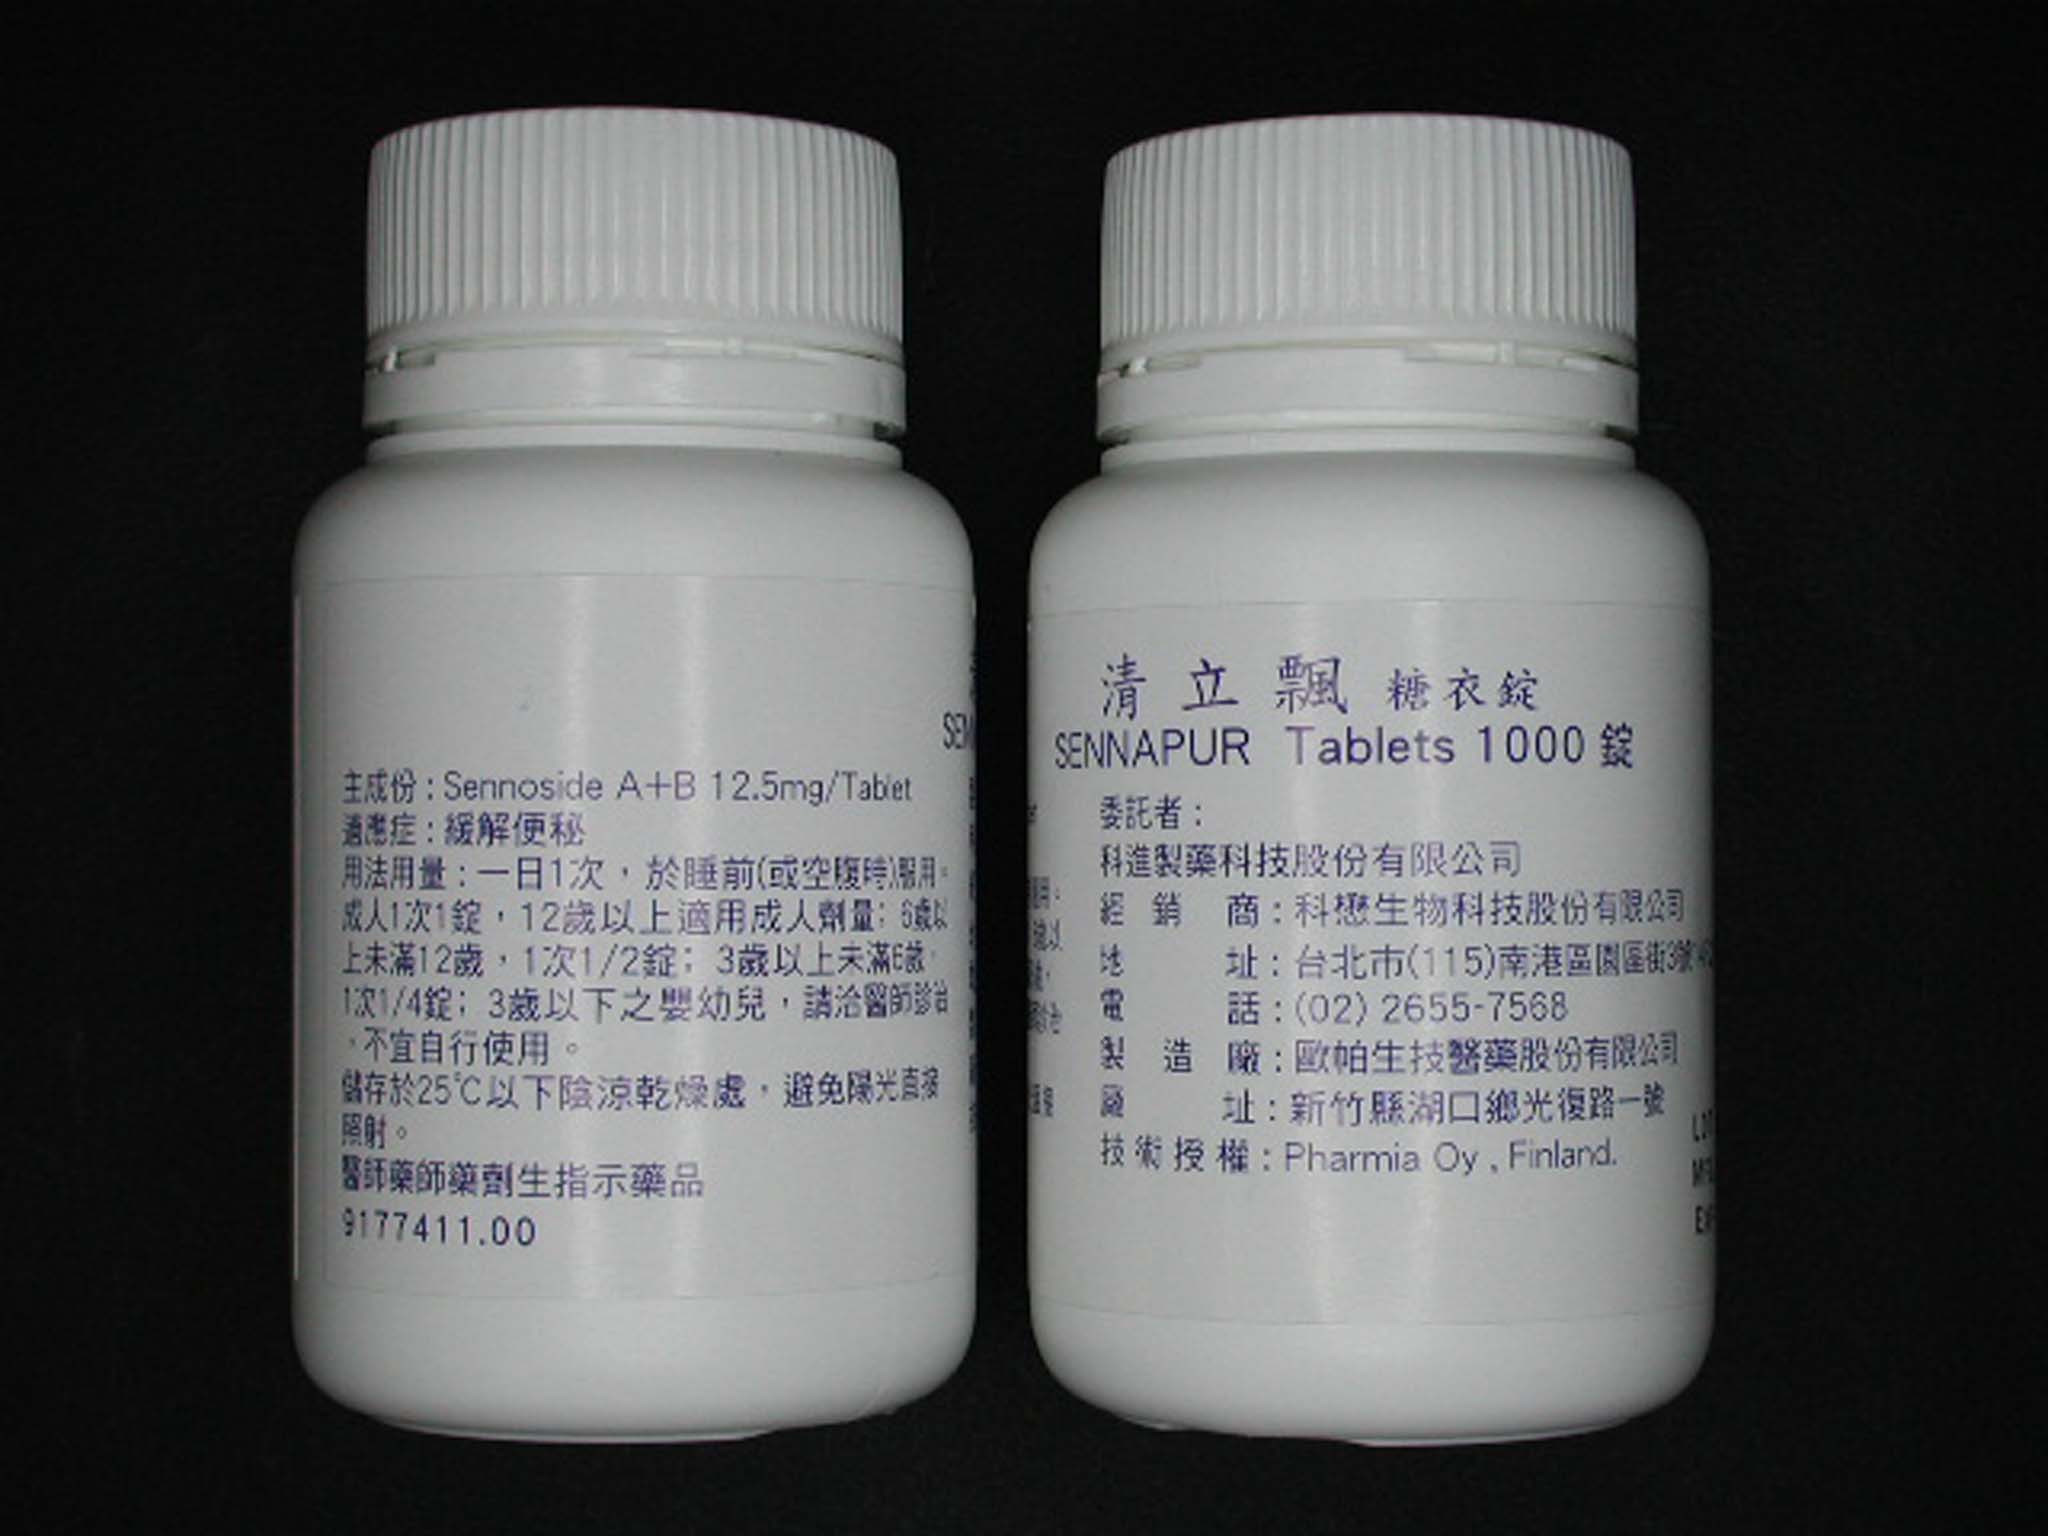 主成份：Sennoside A+B 12.5mg/Tablet
適應症：緩解便秘
用法用量：一日1次，於睡前(或空腹時)服用。
成人1次1錠，12歲以上適用成人劑量；6歲以
上未滿12歲，1次1/2錠；3歲以上未滿6歲，
1次1/4錠；3歲以下之嬰幼兒，請洽醫師診治
，不宜自行使用。
儲存於25℃以下陰涼乾燥處，避免陽光直接
照射。
醫師藥師藥劑生指示藥品
9177411.00
清立飄 糖衣錠
SENNAPUR Tablets 1000 錠
委託者：
科進製藥科技股份有限公司
經銷商：科懋生物科技股份有限公司
地址：台北市(115)南港區園區街3號
電話：(02) 2655-7568
製造廠：歐帕生技醫藥股份有限公司
廠址：新竹縣湖口鄉光復路一號
技術授權：Pharmia Oy , Finland.